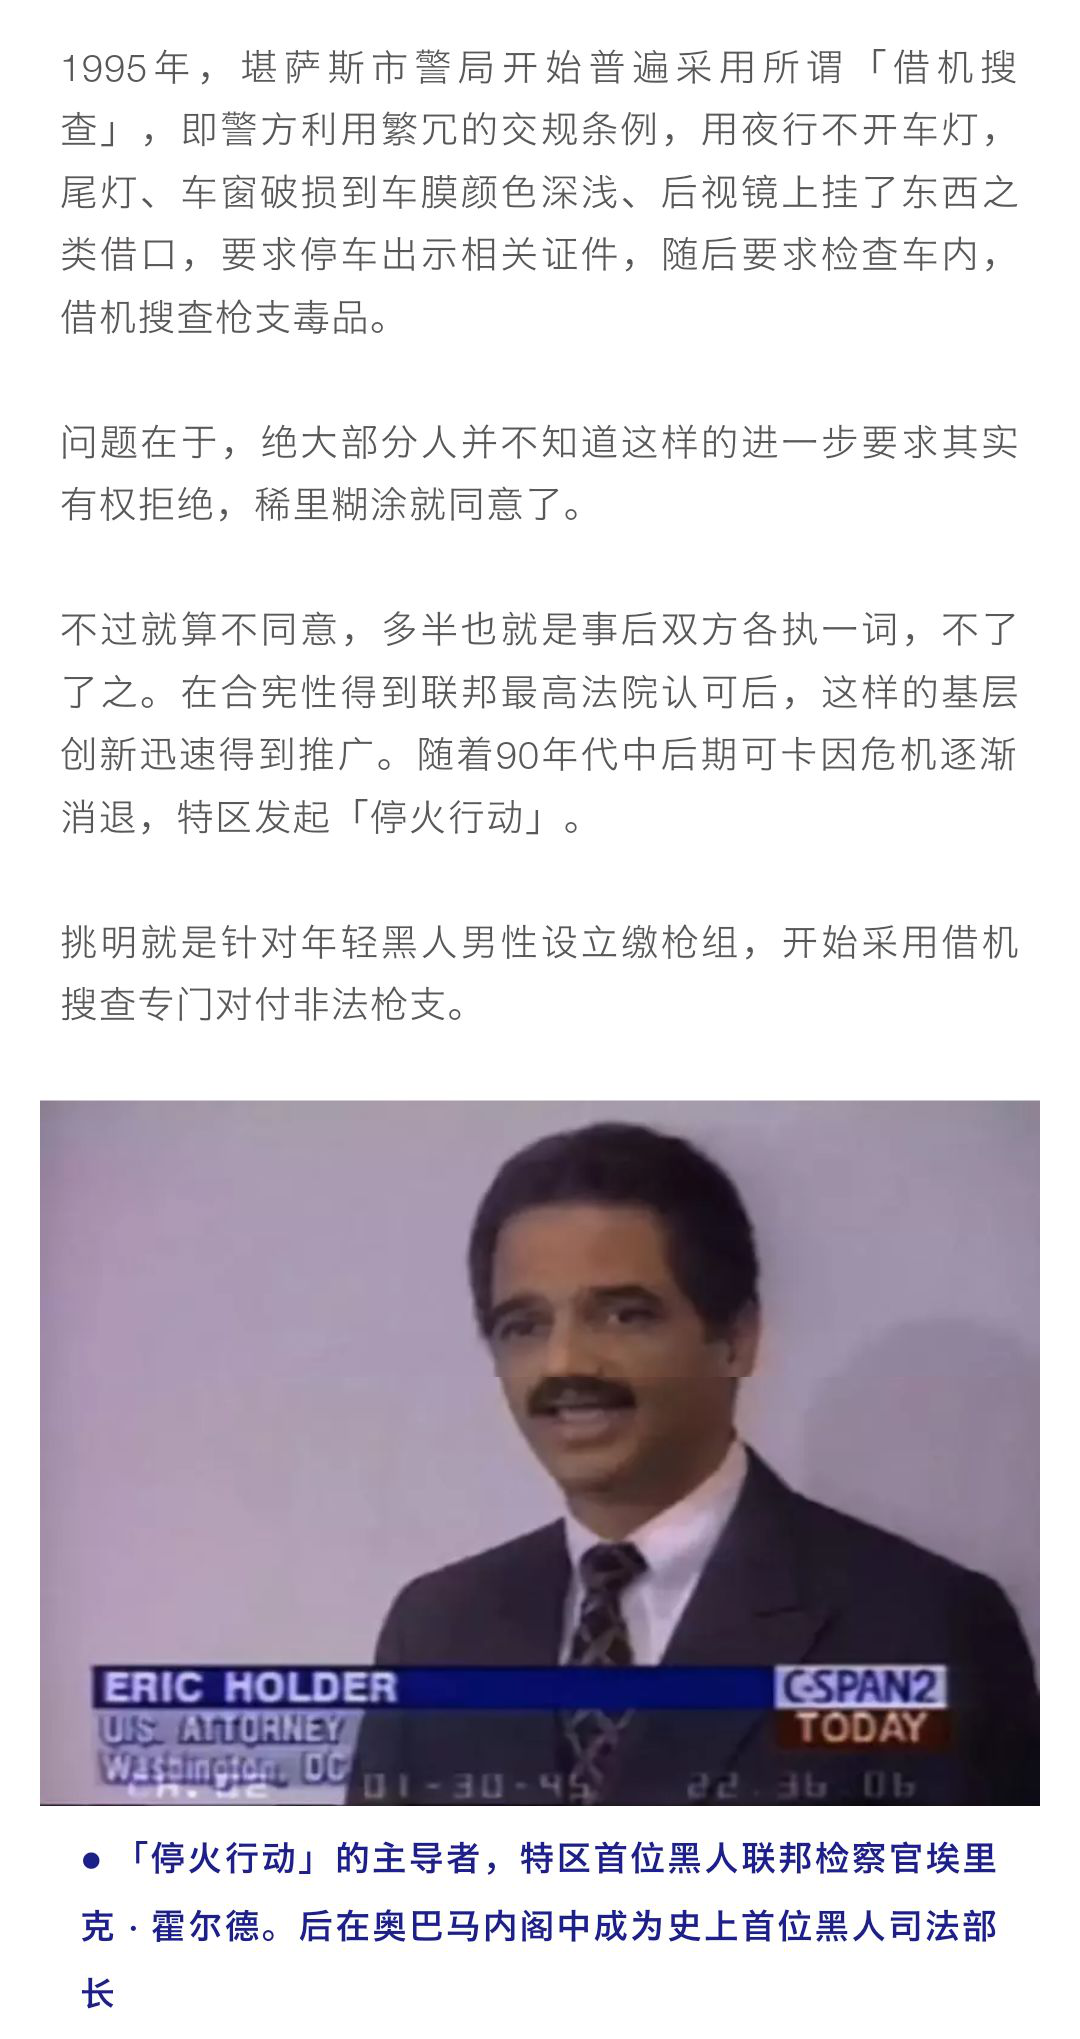 1995年，堪萨斯市警局开始普遍采用所谓「借机搜
查」，即警方利用繁冗的交规条例，用夜行不开车灯，
尾灯、车窗破损到车膜颜色深浅、后视镜上挂了东西之
类借口，要求停车出示相关证件，随后要求检查车内，
借机搜查枪支毒品。
问题在于，绝大部分人并不知道这样的进一步要求其实
有权拒绝，稀里糊涂就同意了。
不过就算不同意，多半也就是事后双方各执一词，不了
了之。在合宪性得到联邦最高法院认可后，这样的基层
创新迅速得到推广。随着90年代中后期可卡因危机逐渐
消退，特区发起「停火行动」。
挑明就是针对年轻黑人男性设立缴枪组，开始采用借机
搜查专门对付非法枪支。
ERIC HOLDER
C-SPAN2
U.S. ATTORNEY
TODAY
Washington, DC
01-30-95
● 「停火行动」的主导者，特区首位黑人联邦检察官埃里
克·霍尔德。后在奥巴马内阁中成为史上首位黑人司法部
长